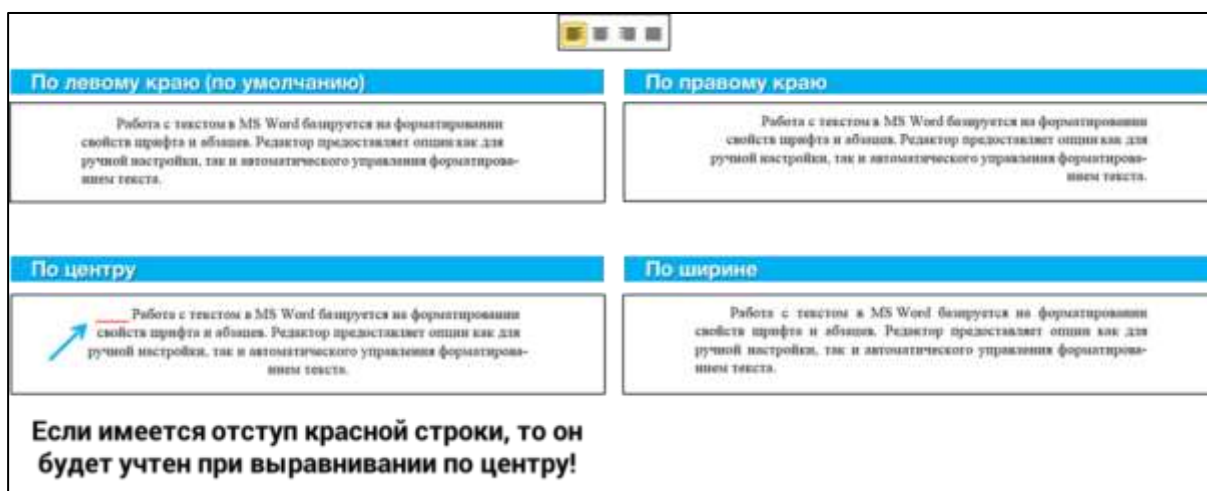 По левому краю (по умолчанию)
Работа с текстом в MS Word базируется на форматировании
свойств шрифта и абзацев. Редактор предоставляет опции как для
ручной настройки, так и автоматического управления форматирова-
нием текста.
По правому краю
Работа с текстом в MS Word базируется на форматировании
свойств шрифта и абзацев. Редактор предоставляет опции как для
ручной настройки, так и автоматического управления форматирова-
нием текста.
По центру
Работа с текстом в MS Word базируется на форматировании
свойств шрифта и абзацев. Редактор предоставляет опции как для
ручной настройки, так и автоматического управления форматирова-
нием текста.
По ширине
Работа с текстом в MS Word базируется на форматировании
свойств шрифта и абзацев. Редактор предоставляет опции как для
ручной настройки, так и автоматического управления форматирова-
нием текста.
Если имеется отступ красной строки, то он
будет учтен при выравнивании по центру!